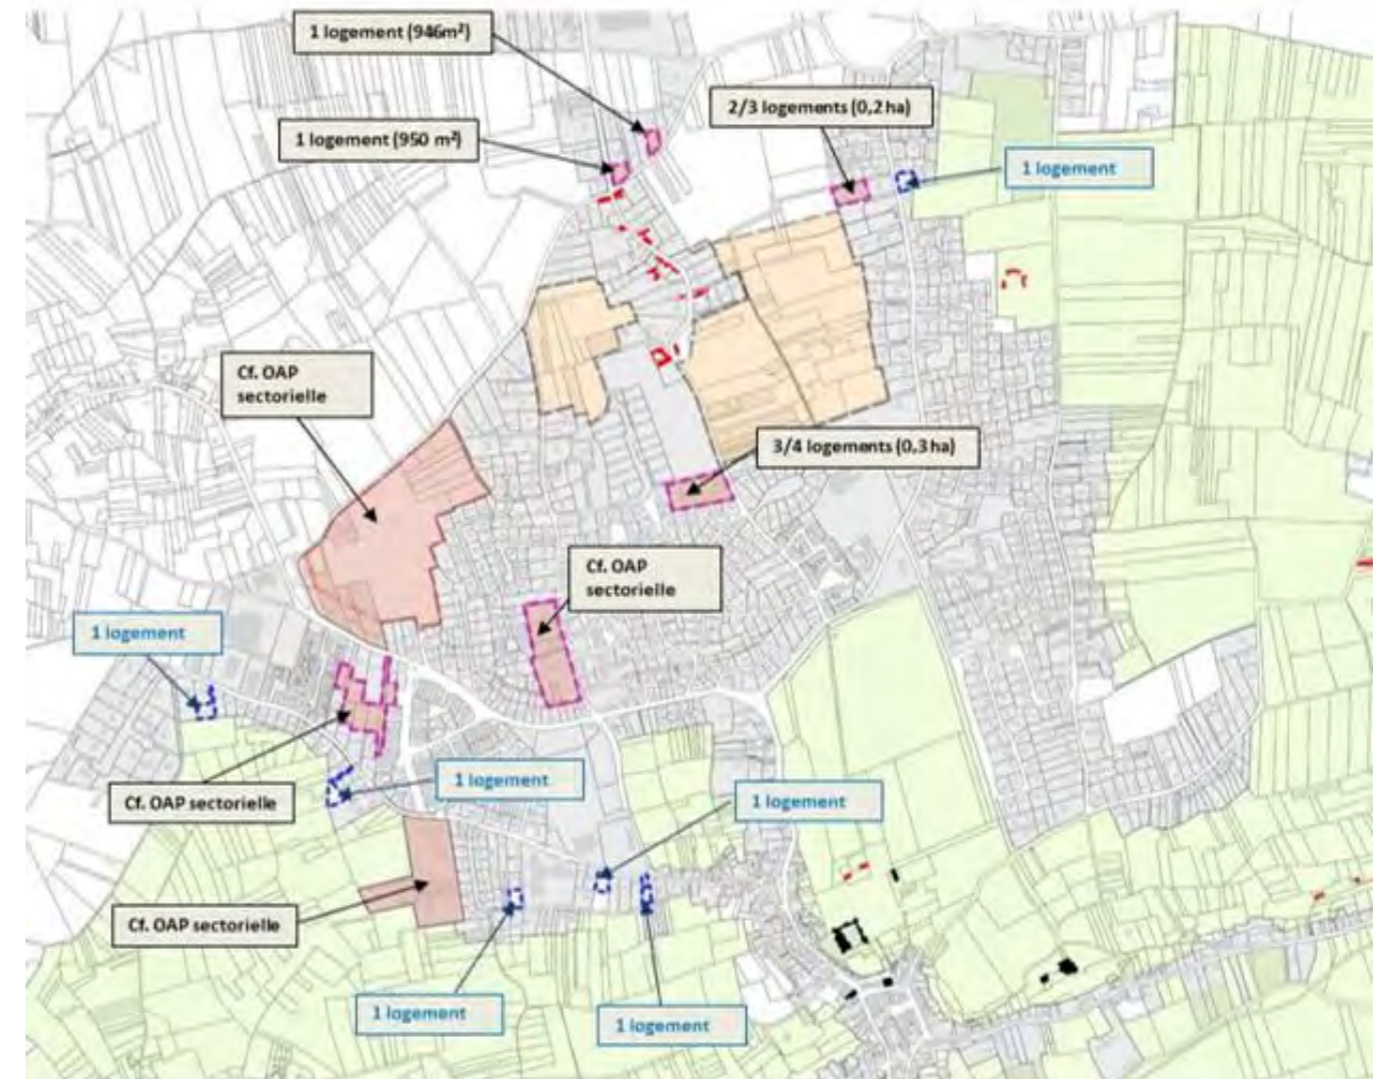 1 logement (946m²)
2/3 logements (0,2 ha)
1 logement (950 m²)
1 logement
Cf. OAP
sectorielle
3/4 logements (0,3 ha)
Cf. OAP
sectorielle
1 logement
1 logement
Cf. OAP sectorielle
1 logement
Cf. OAP sectorielle
1 logement
1 logement